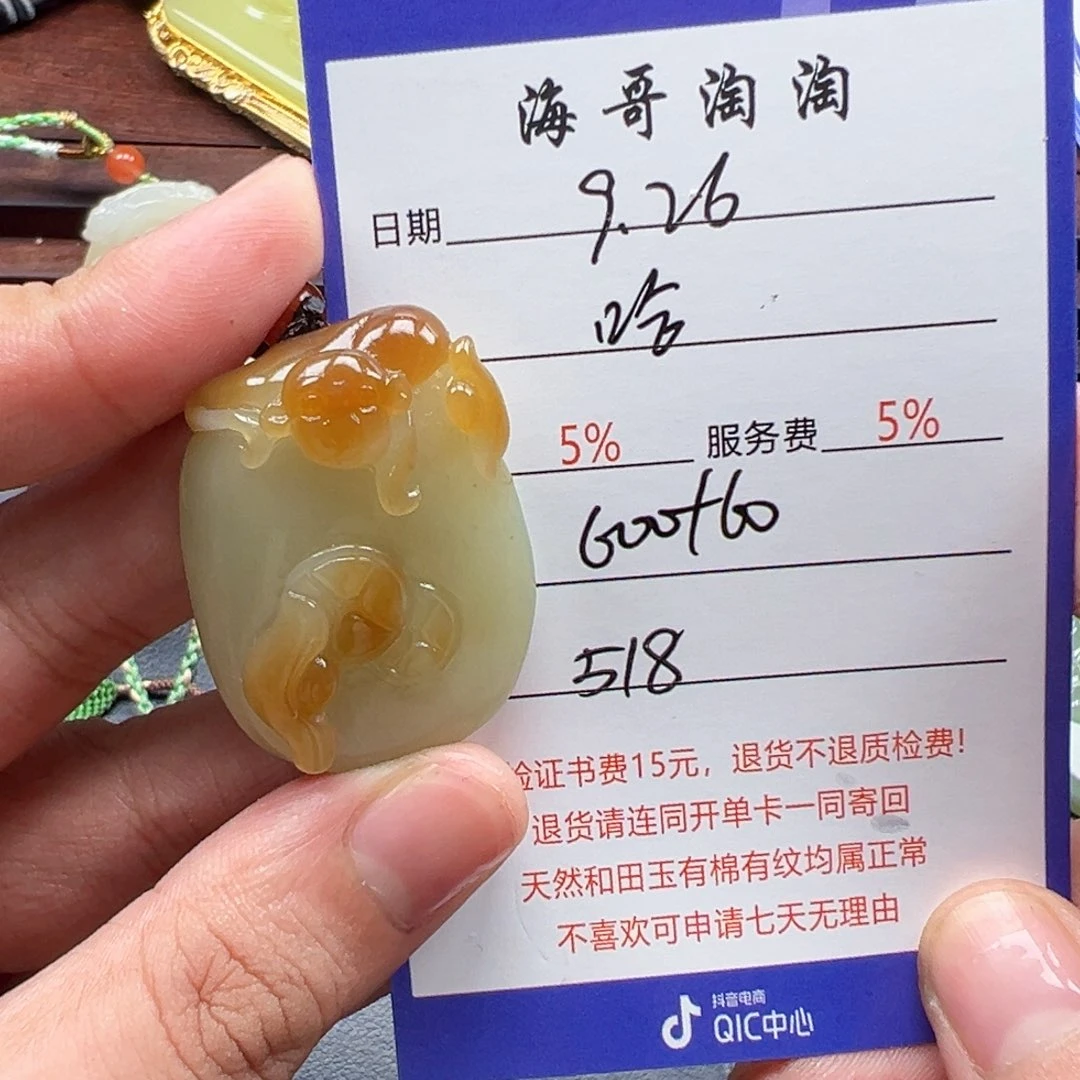 海哥淘淘
日期 9.26
哈
5% 服务费 5%
600+60
518
验证书费15元，退货不退质检费！
退货请连同开单卡一同寄回
天然和田玉有棉有纹均属正常
不喜欢可申请七天无理由
抖音电商
QIC中心